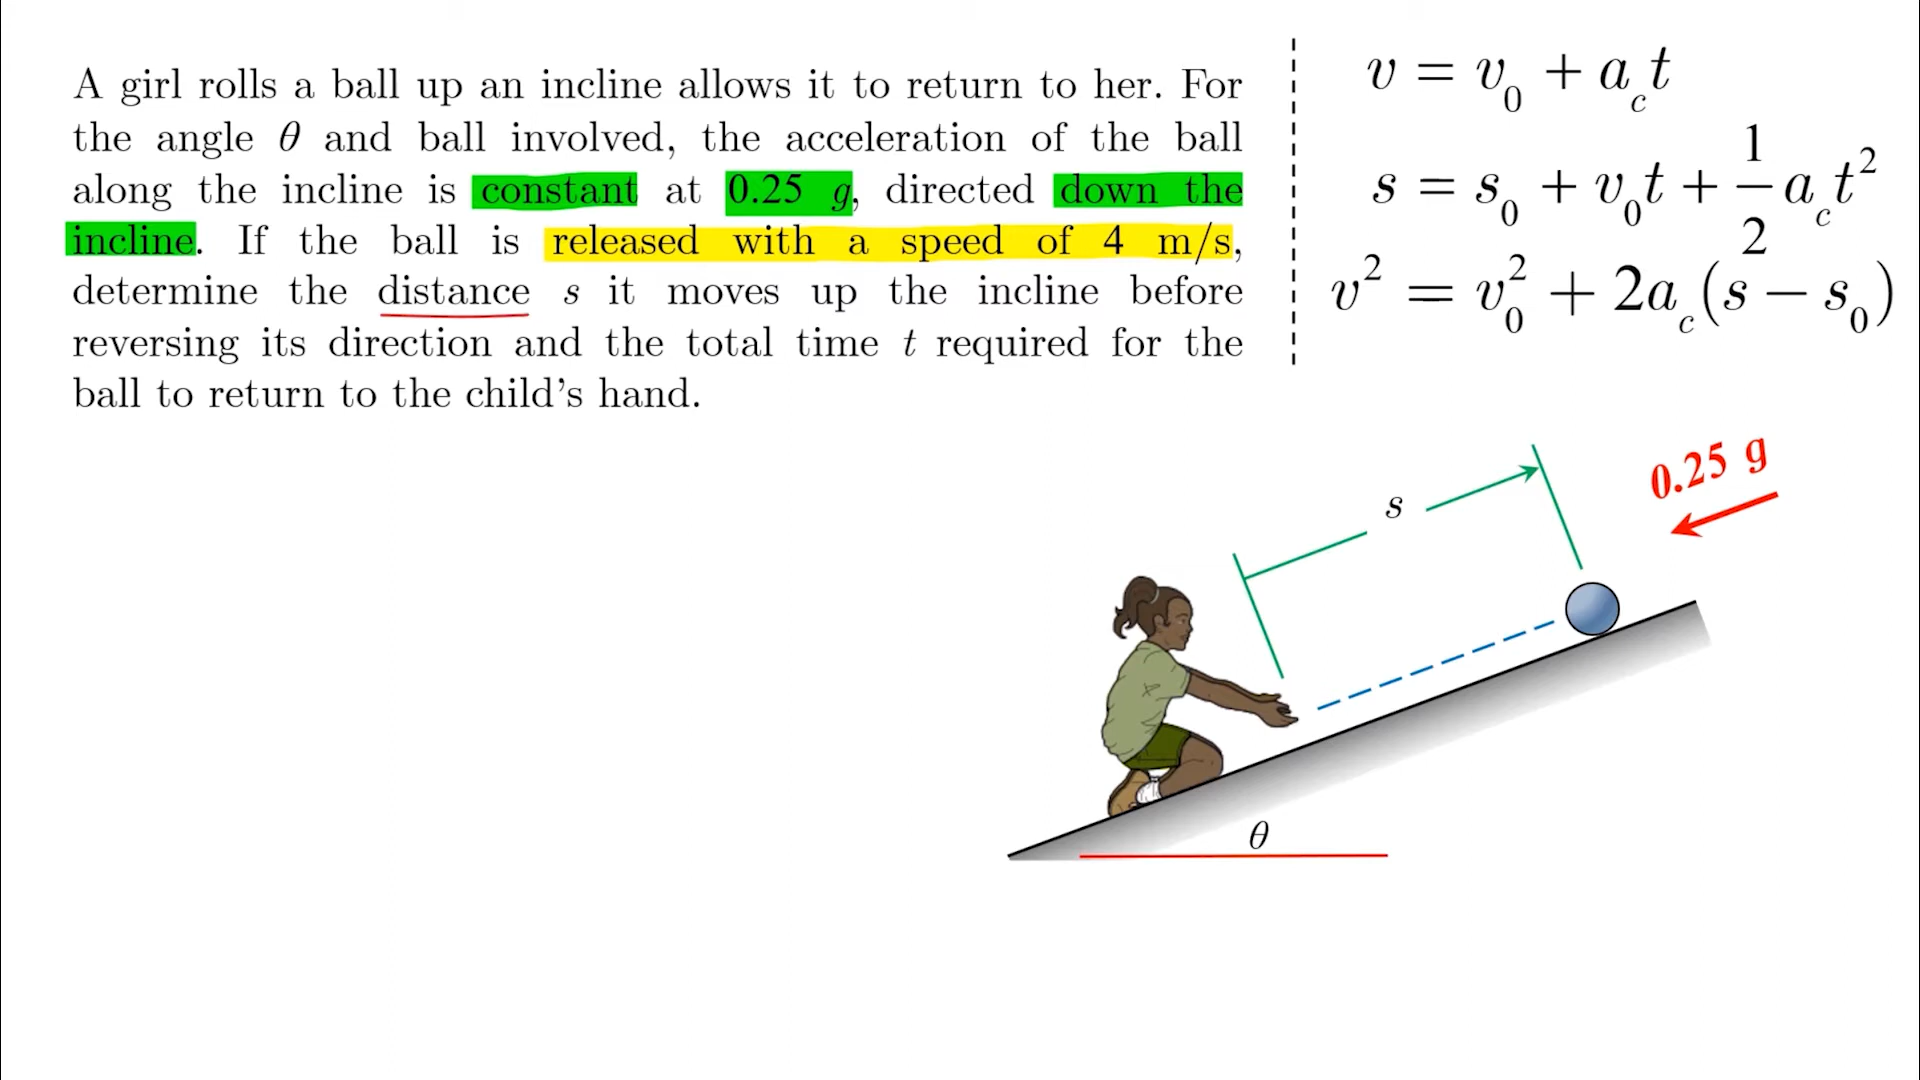 A girl rolls a ball up an incline allows it to return to her. For
the angle θ and ball involved, the acceleration of the ball
along the incline is constant at 0.25 g, directed down the
incline. If the ball is released with a speed of 4 m/s,
determine the distance s it moves up the incline before
reversing its direction and the total time t required for the
ball to return to the child's hand.
v = v₀ + a_c t
s = s₀ + v₀t + 1/2 a_c t²
v² = v₀² + 2a_c(s − s₀)
0.25 g
s
θ